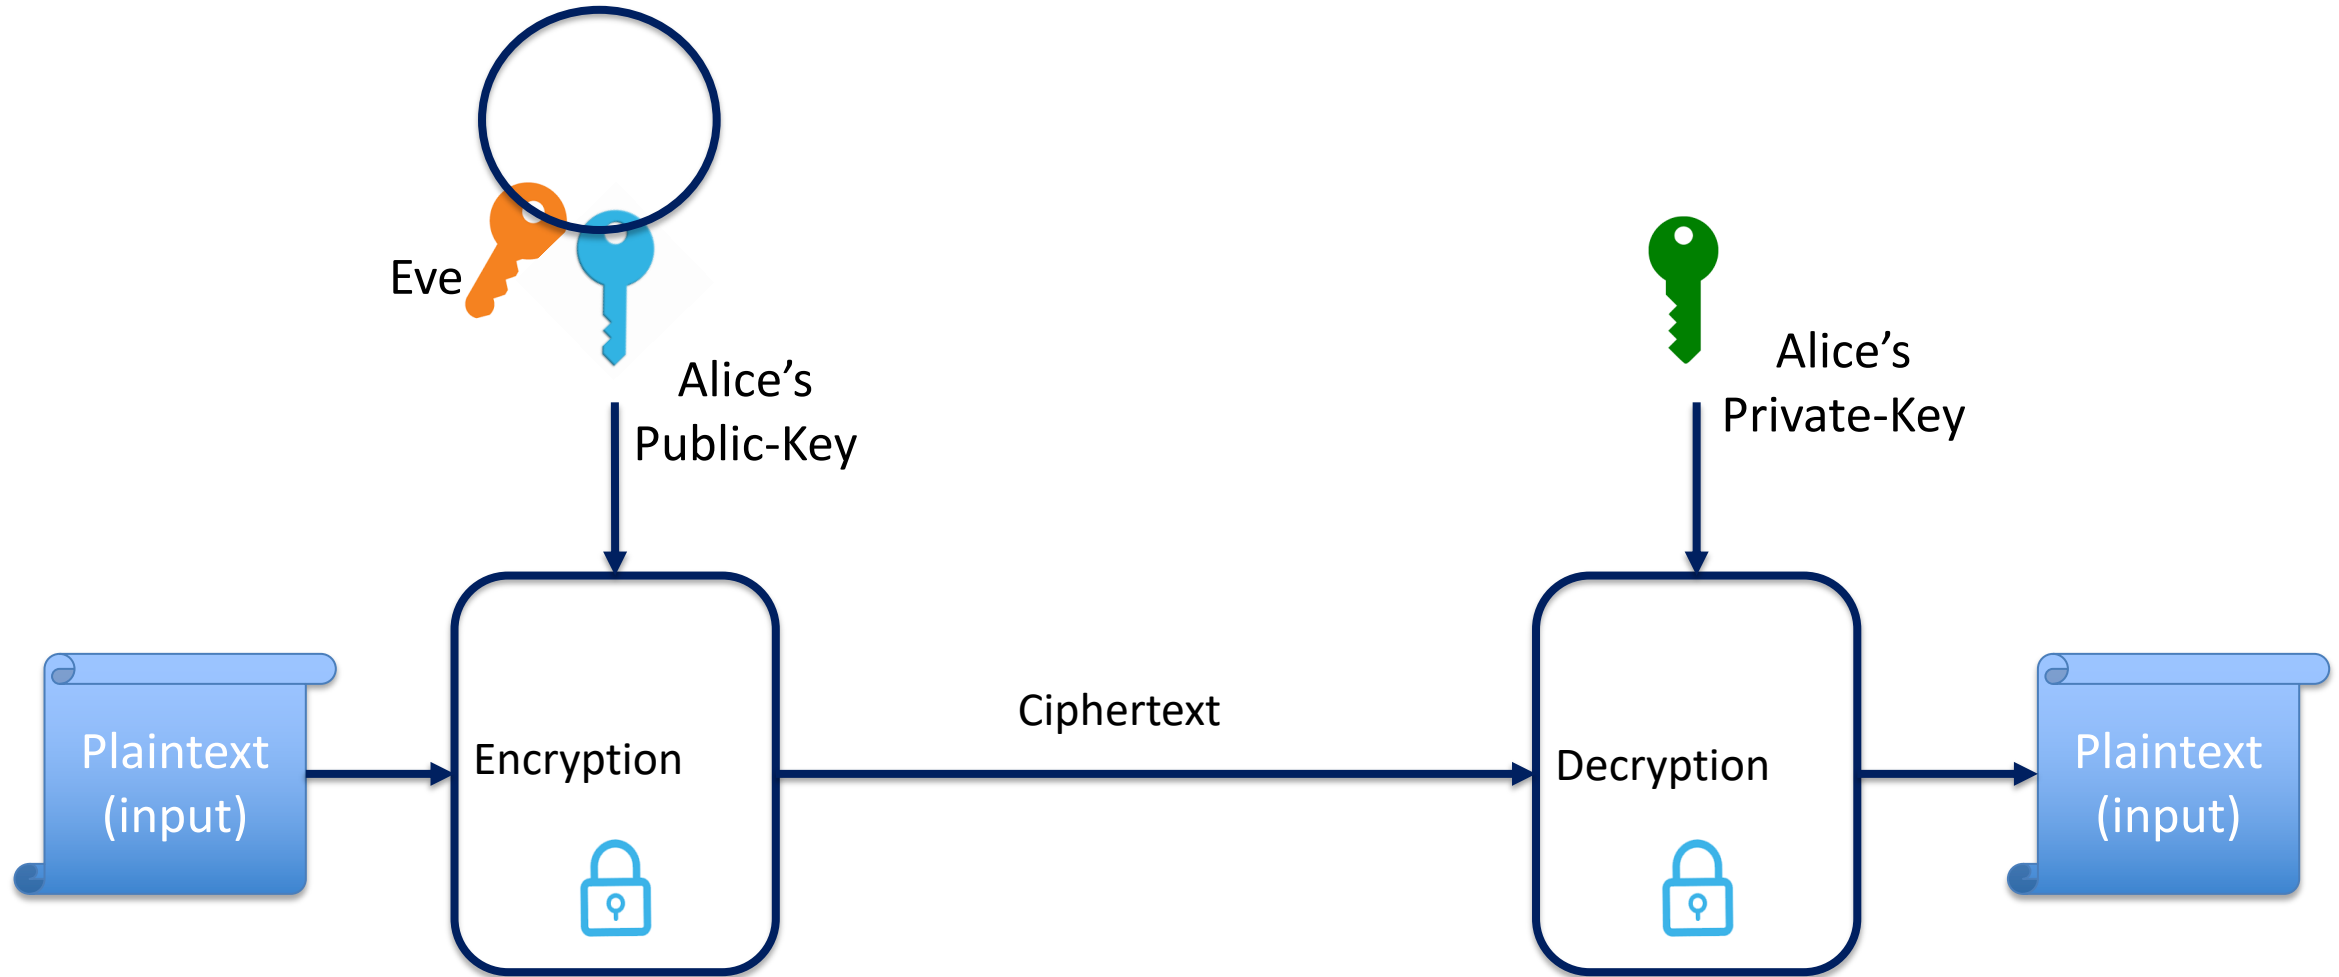 Eve
Alice’s
Public-Key
Alice’s
Private-Key
Plaintext
(input)
Encryption
Ciphertext
Decryption
Plaintext
(input)